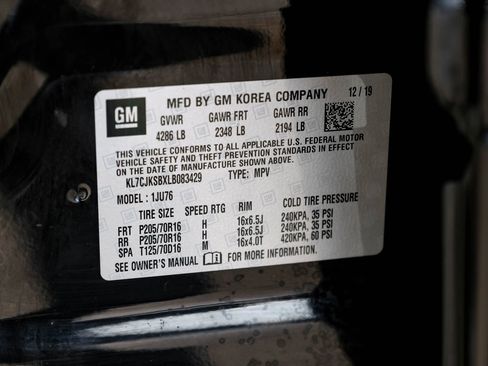 GM
MFD BY GM KOREA COMPANY 12/19
GVWR GAWR FRT GAWR RR
4286 LB 2348 LB 2194 LB
THIS VEHICLE CONFORMS TO ALL APPLICABLE U.S. FEDERAL MOTOR
VEHICLE SAFETY AND THEFT PREVENTION STANDARDS IN EFFECT
ON THE DATE OF MANUFACTURE SHOWN ABOVE.
KL7CJKSBXLB083429 TYPE: MPV
MODEL : 1JU76
TIRE SIZE SPEED RTG RIM COLD TIRE PRESSURE
FRT P205/70R16 H 16x6.5J 240KPA, 35 PSI
RR P205/70R16 H 16x6.5J 240KPA, 35 PSI
SPA T125/70D16 M 16x4.0T 420KPA, 60 PSI
SEE OWNER'S MANUAL FOR MORE INFORMATION.